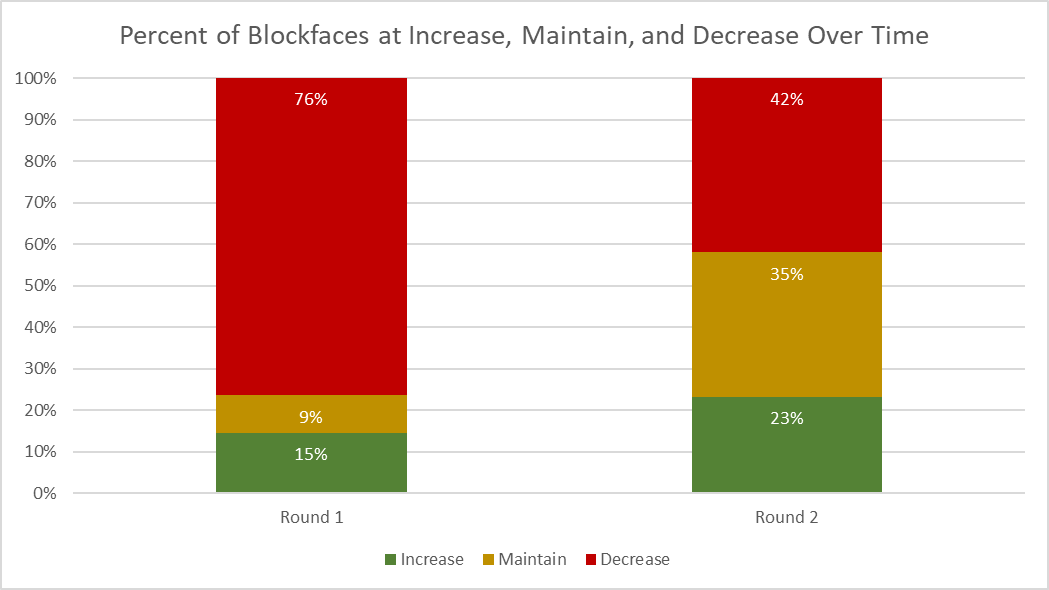 Percent of Blockfaces at Increase, Maintain, and Decrease Over Time
100%
90%
80%
70%
60%
50%
40%
30%
20%
10%
0%
76%
9%
15%
42%
35%
23%
Round 1
Round 2
Increase
Maintain
Decrease